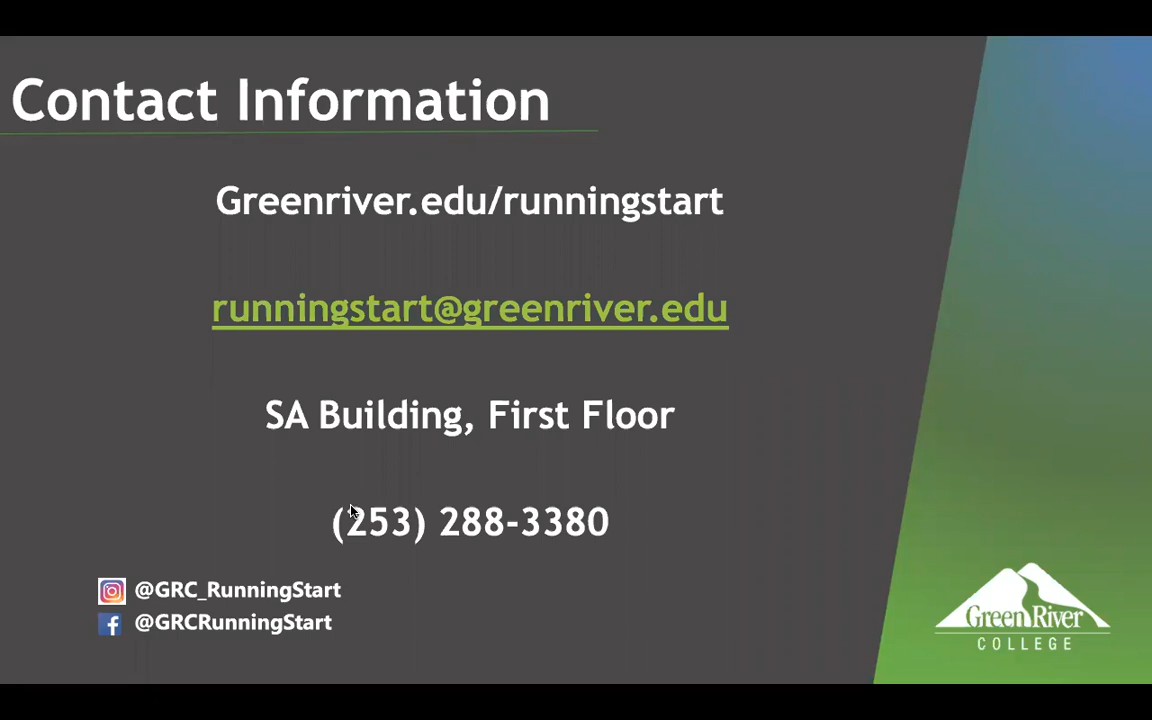 Contact Information
Greenriver.edu/runningstart
runningstart@greenriver.edu
SA Building, First Floor
(253) 288-3380
@GRC_RunningStart
@GRCRunningStart
Green River
COLLEGE